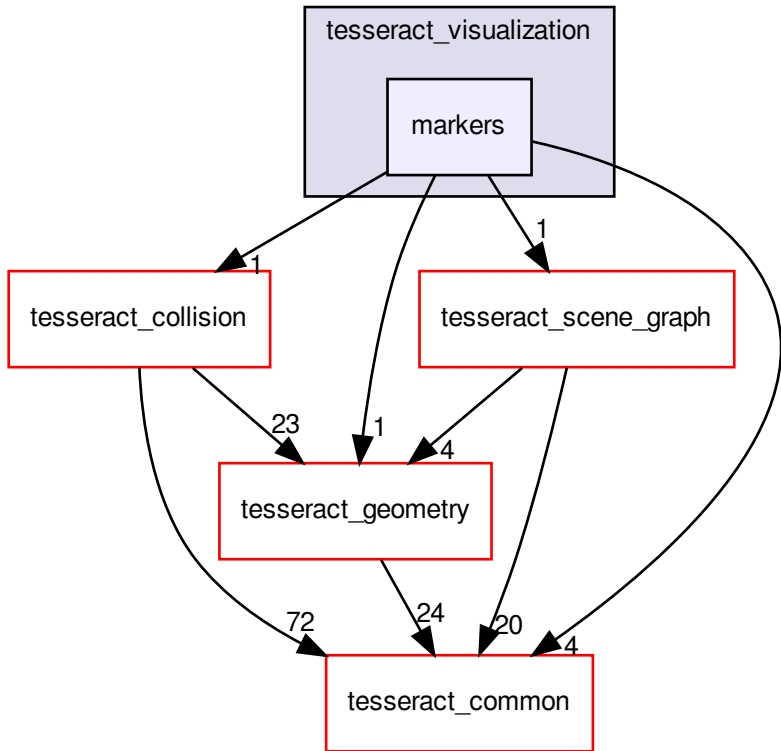 tesseract_visualization
markers
1
1
tesseract_collision
tesseract_scene_graph
23
1
4
tesseract_geometry
72
24
20
4
tesseract_common